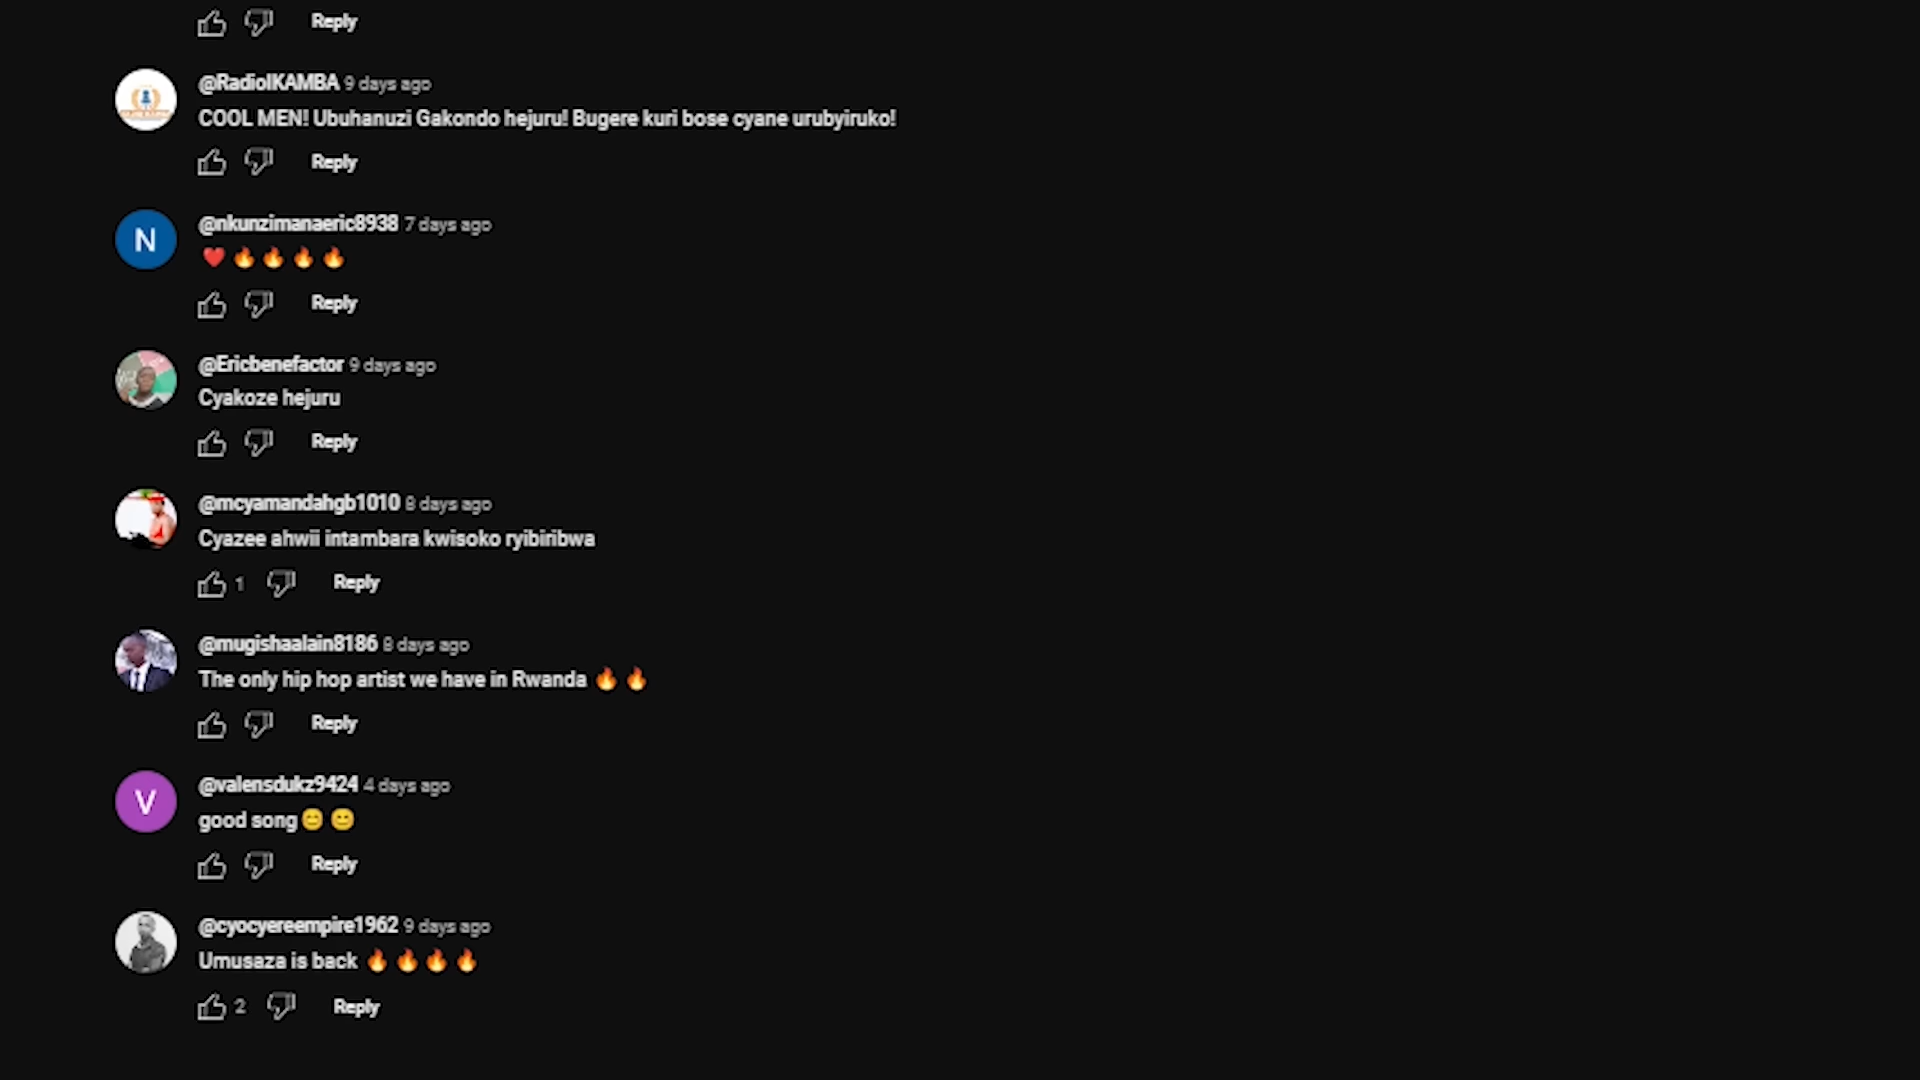 Reply
@RadioIKAMBA 9 days ago
COOL MEN! Ubuhanuzi Gakondo hejuru! Bugere kuri bose cyane urubyiruko!
Reply
N
@nkunzimanaeric8938 7 days ago
❤️🔥🔥🔥🔥
Reply
@Ericbenefactor 9 days ago
Cyakoze hejuru
Reply
@mcyamandahgb1010 8 days ago
Cyazee ahwii intambara kwisoko ryibiribwa
1 Reply
@mugishaalain8186 8 days ago
The only hip hop artist we have in Rwanda 🔥🔥
Reply
V
@valensdukz9424 4 days ago
good song😊😊
Reply
@cyocyereempire1962 9 days ago
Umusaza is back 🔥🔥🔥🔥
2 Reply